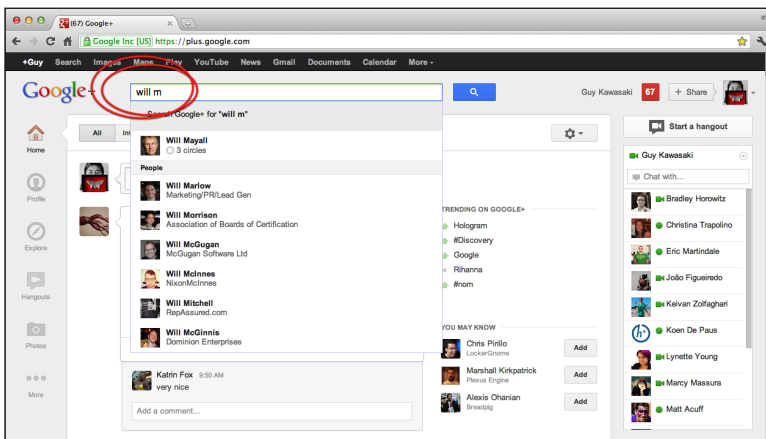 (67) Google+
Google Inc [US] https://plus.google.com
+Guy Search Images Maps Play YouTube News Gmail Documents Calendar More
Google+
will m
Guy Kawasaki 67 + Share
Search Google+ for "will m"
Will Mayall
3 circles
People
Will Marlow
Marketing/PR/Lead Gen
Will Morrison
Association of Boards of Certification
Will McGugan
McGugan Software Ltd
Will McInnes
NixonMcInnes
Will Mitchell
RepAssured.com
Will McGinnis
Dominion Enterprises
Home
Profile
Explore
Hangouts
Photos
More
All
Katrin Fox 9:50 AM
very nice
Add a comment...
TRENDING ON GOOGLE+
Hologram
#Discovery
Google
Rihanna
#nom
YOU MAY KNOW
Chris Pirillo
LockerGnome
Add
Marshall Kirkpatrick
Plexus Engine
Add
Alexis Ohanian
Breadpig
Add
Start a hangout
Guy Kawasaki
Chat with...
Bradley Horowitz
Christina Trapolino
Eric Martindale
João Figueiredo
Keivan Zolfaghari
Koen De Paus
Lynette Young
Marcy Massura
Matt Acuff